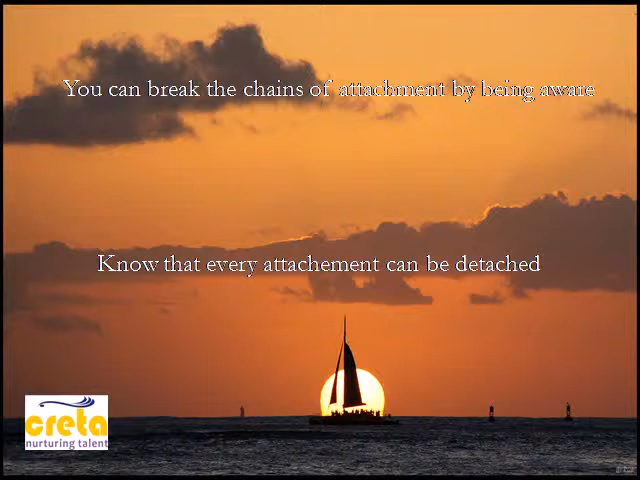 You can break the chains of attachment by being aware
Know that every attachement can be detached
creta
nurturing talent